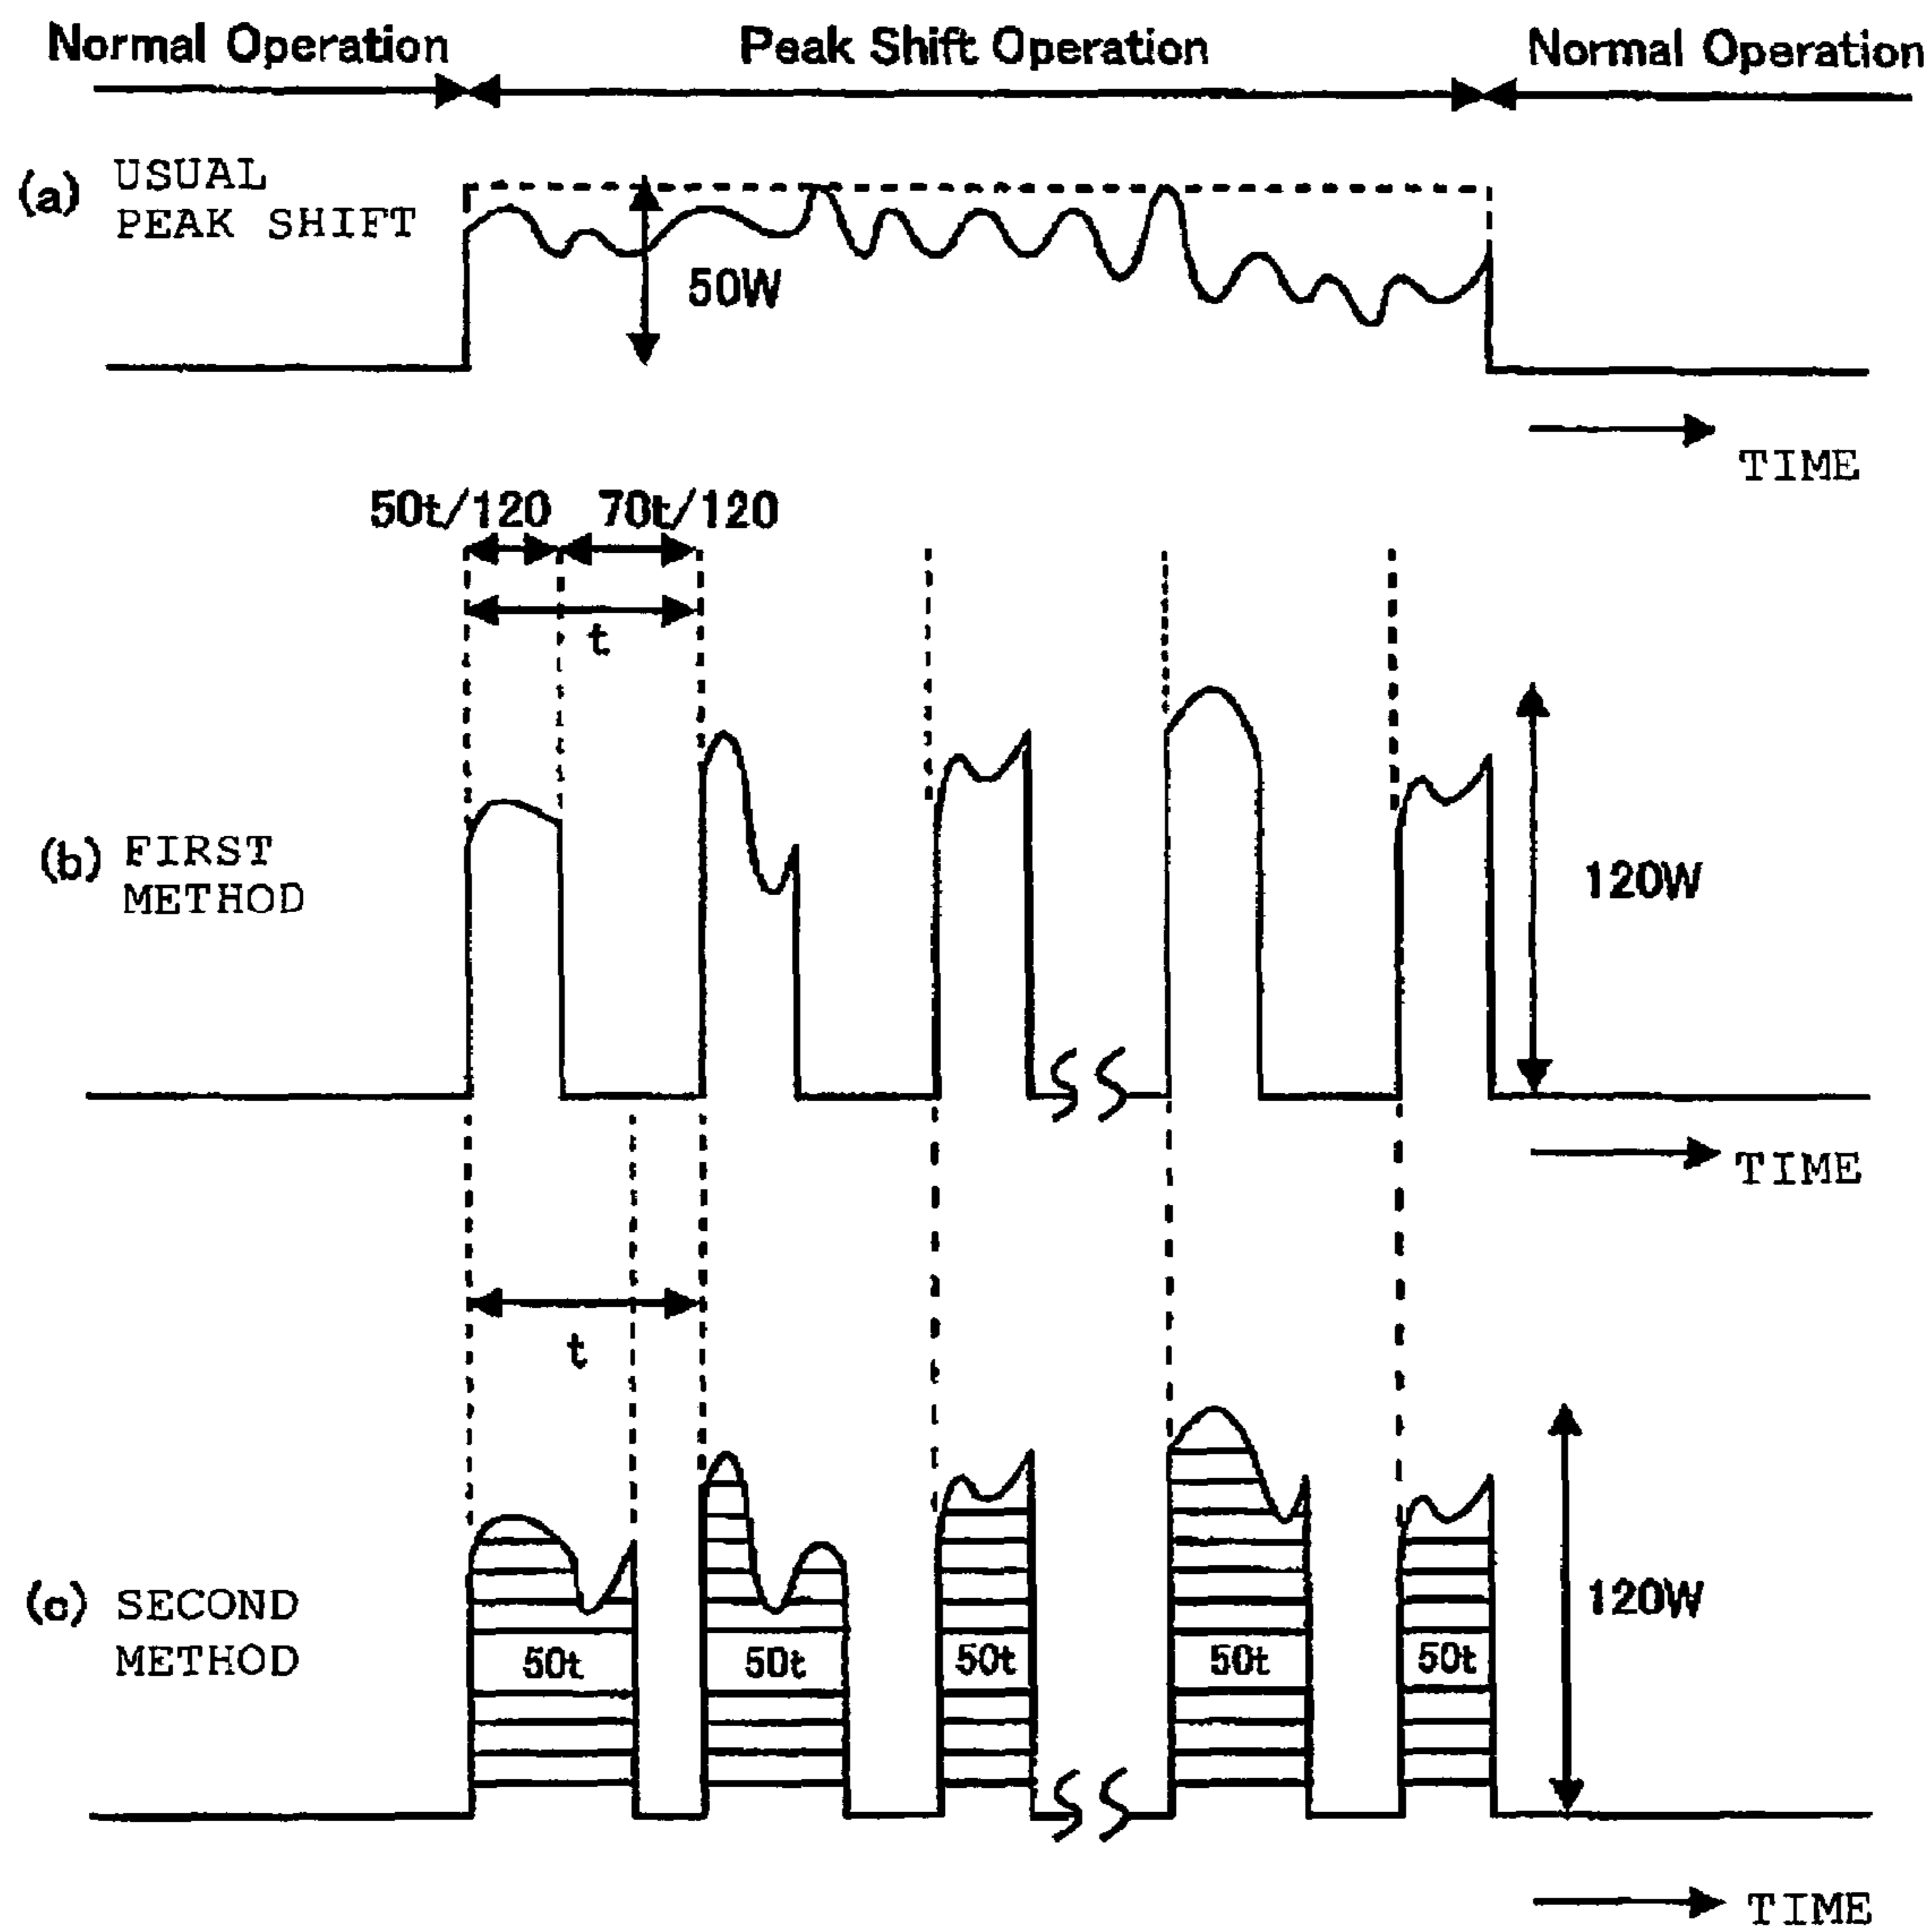 Normal Operation
Peak Shift Operation
Normal Operation
(a) USUAL
PEAK SHIFT
50W
TIME
50t/120
70t/120
t
(b) FIRST
METHOD
120W
TIME
t
(c) SECOND
METHOD
50t
50t
50t
50t
50t
120W
TIME